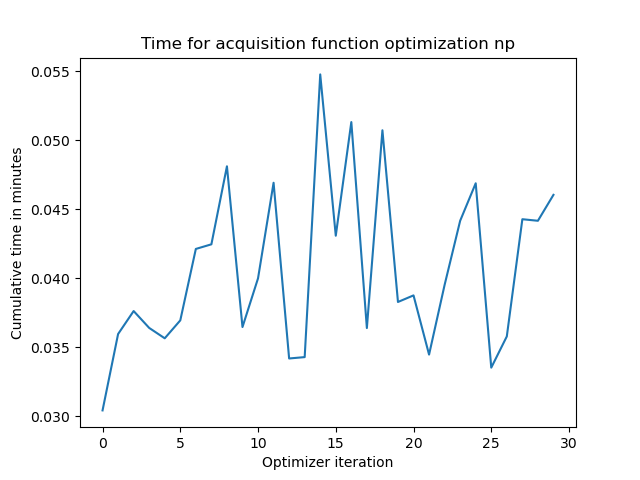 Time for acquisition function optimization np
0.055
0.050
0.045
0.040
0.035
0.030
Cumulative time in minutes
0 5 10 15 20 25 30
Optimizer iteration